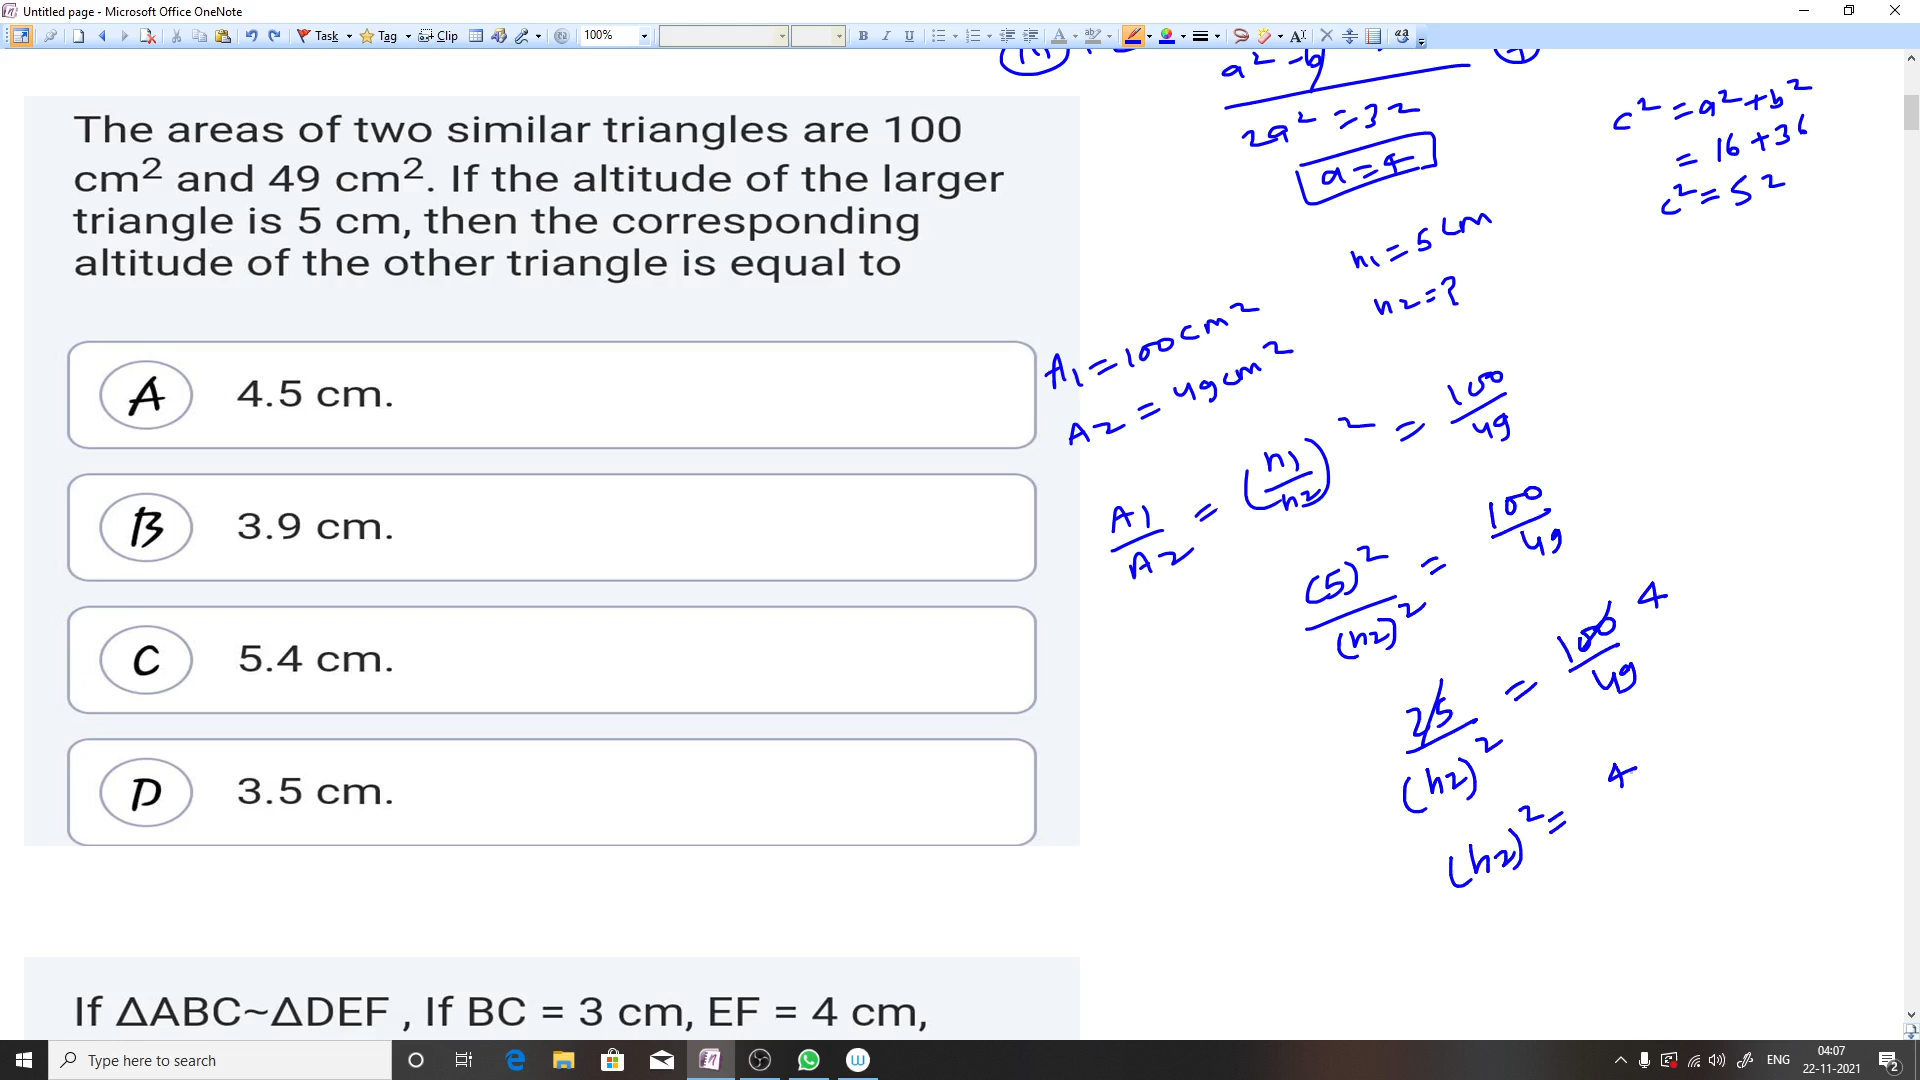 Untitled page - Microsoft Office OneNote
Task Tag Clip 100% B I U
The areas of two similar triangles are 100
cm² and 49 cm². If the altitude of the larger
triangle is 5 cm, then the corresponding
altitude of the other triangle is equal to
A 4.5 cm.
B 3.9 cm.
C 5.4 cm.
D 3.5 cm.
If ΔABC~ΔDEF , If BC = 3 cm, EF = 4 cm,
2a² = 32
a = 4
c² = a² + b²
= 16 + 36
c² = 52
h1 = 5 cm
h2 = ?
A1 = 100 cm²
A2 = 49 cm²
A1/A2 = (h1/h2)² = 100/49
(5)²/(h2)² = 100/49
25/(h2)² = 100/49 4
(h2)² = 4
Type here to search
ENG
04:07
22-11-2021
2